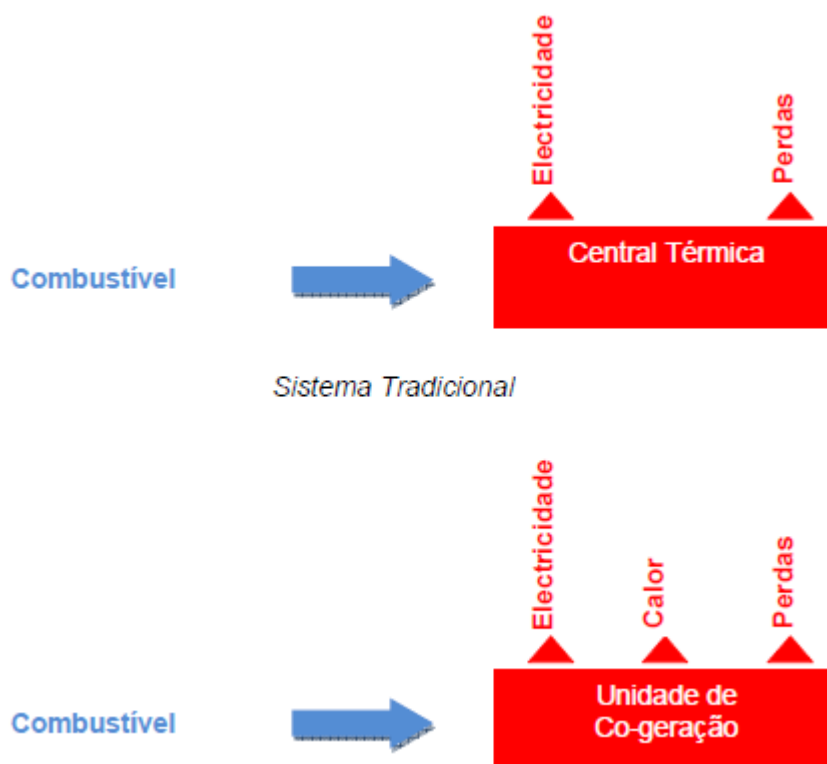 Electricidade
Perdas
Central Térmica
Combustível
Sistema Tradicional
Electricidade
Calor
Perdas
Unidade de
Co-geração
Combustível